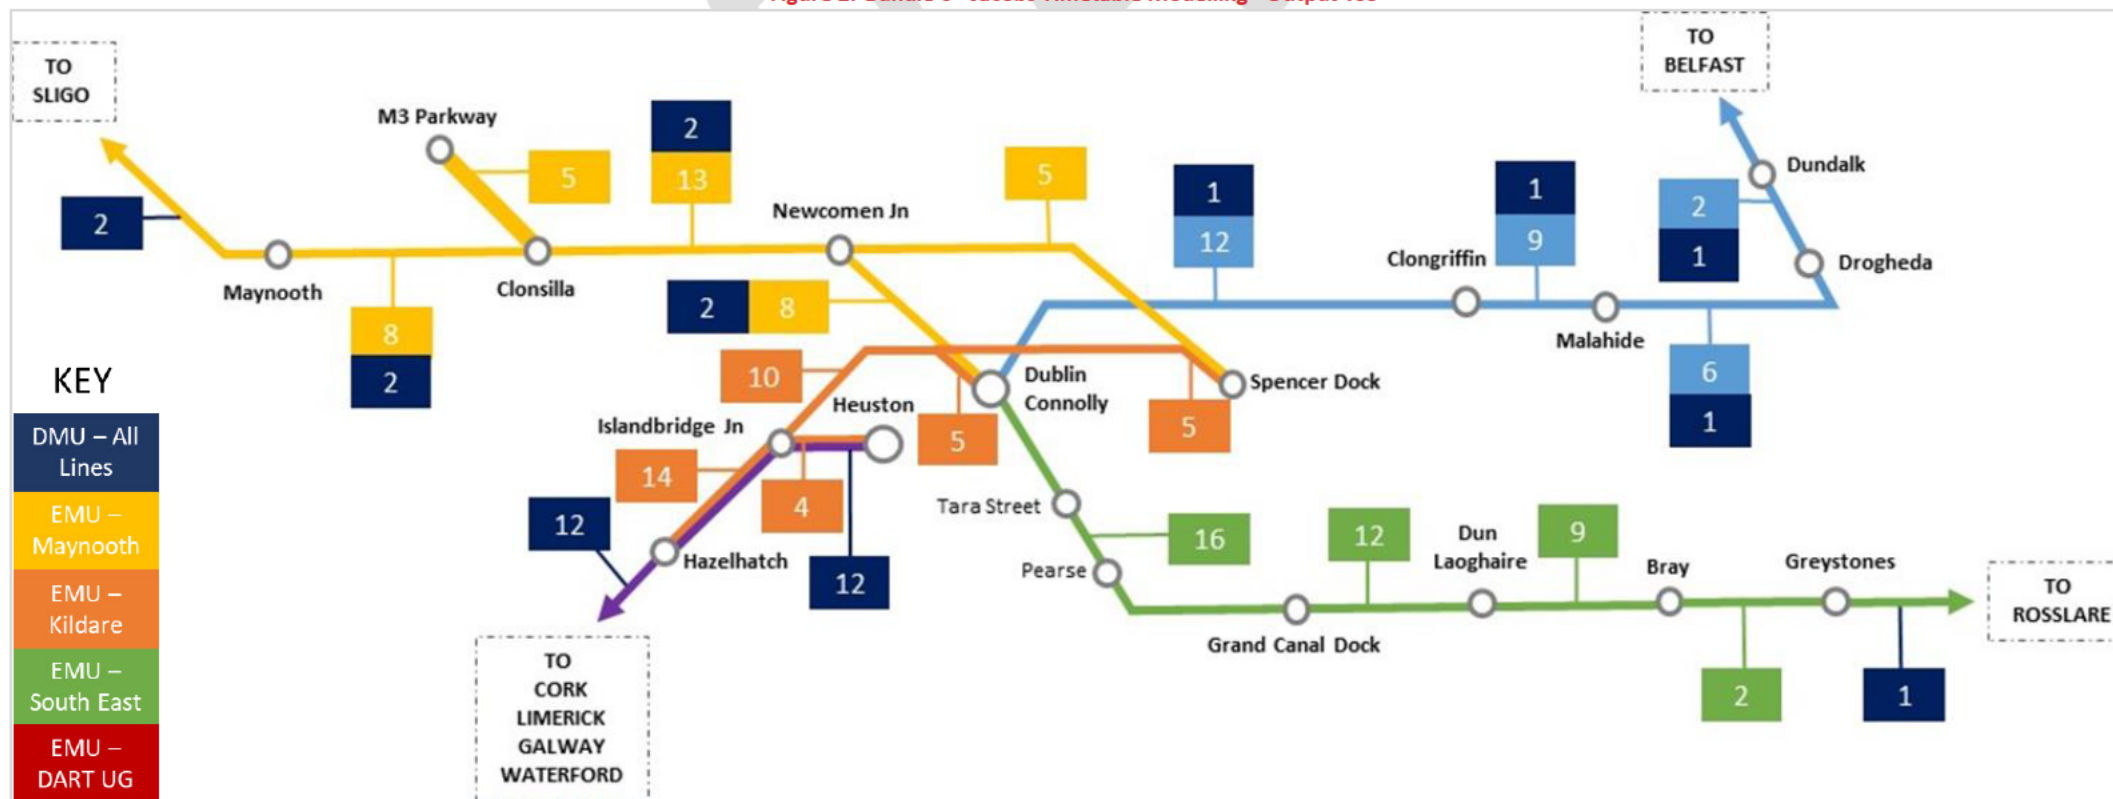 TO
SLIGO
M3 Parkway
2
5
2
13
5
Newcomen Jn
Maynooth
Clonsilla
8
2
2
8
1
12
Clongriffin
1
9
Malahide
TO
BELFAST
Dundalk
2
1
Drogheda
6
1
10
Heuston
Islandbridge Jn
14
4
5
Dublin
Connolly
5
Spencer Dock
12
Hazelhatch
12
TO
CORK
LIMERICK
GALWAY
WATERFORD
Tara Street
16
Pearse
12
Grand Canal Dock
Dun
Laoghaire
9
Bray
2
Greystones
1
TO
ROSSLARE
KEY
DMU – All
Lines
EMU –
Maynooth
EMU –
Kildare
EMU –
South East
EMU –
DART UG